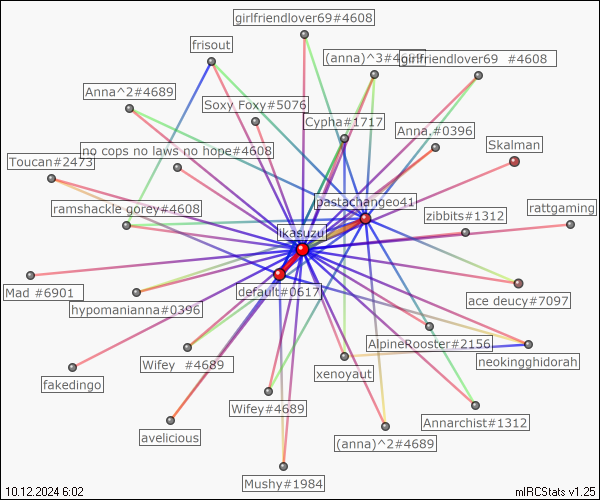 girlfriendlover69#4608
frisout
(anna)^3#4
girlfriendlover69 #4608
Anna^2#4689
Soxy Foxy#5076
Cypha#1717
Anna.#0396
Skalman
no cops no laws no hope#4608
Toucan#2473
pastachangeo41
ramshackle gorey#4608
zibbits#1312
rattgaming
ikasuzu
default#0617
Mad #6901
ace deucy#7097
hypomanianna#0396
AlpineRooster#2156
neokingghidorah
Wifey #4689
xenoyaut
fakedingo
Wifey#4689
Annarchist#1312
avelicious
(anna)^2#4689
Mushy#1984
10.12.2024 6:02
mIRCStats v1.25